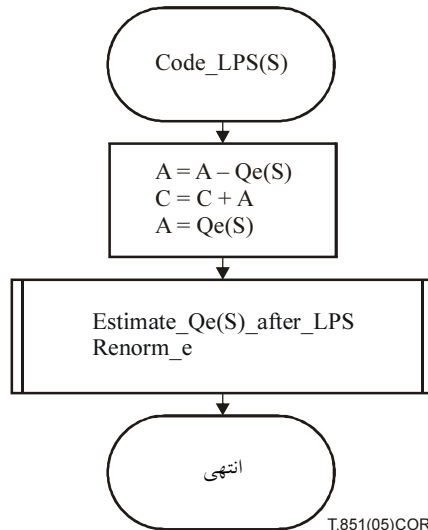 Code_LPS(S)
A = A – Qe(S)
C = C + A
A = Qe(S)
Estimate_Qe(S)_after_LPS
Renorm_e
انتهى
T.851(05)COR